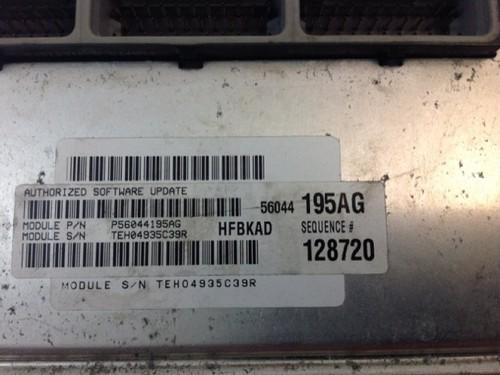 AUTHORIZED SOFTWARE UPDATE
56044 195AG
MODULE P/N P56044195AG
MODULE S/N TEH04935C39R
HFBKAD SEQUENCE #
128720
MODULE S/N TEH04935C39R